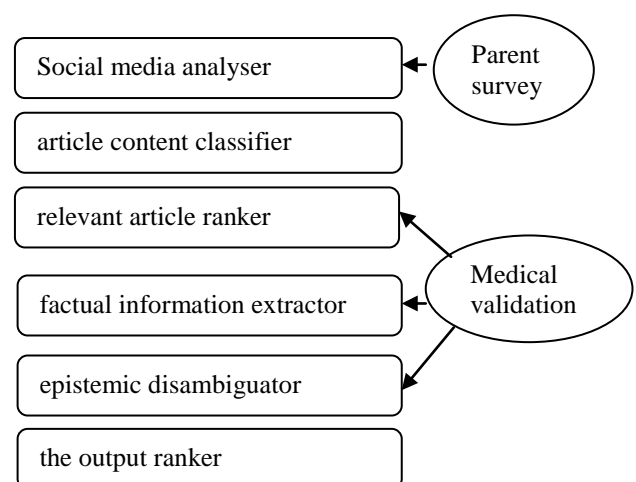 Social media analyser
Parent
survey
article content classifier
relevant article ranker
Medical
validation
factual information extractor
epistemic disambiguator
the output ranker